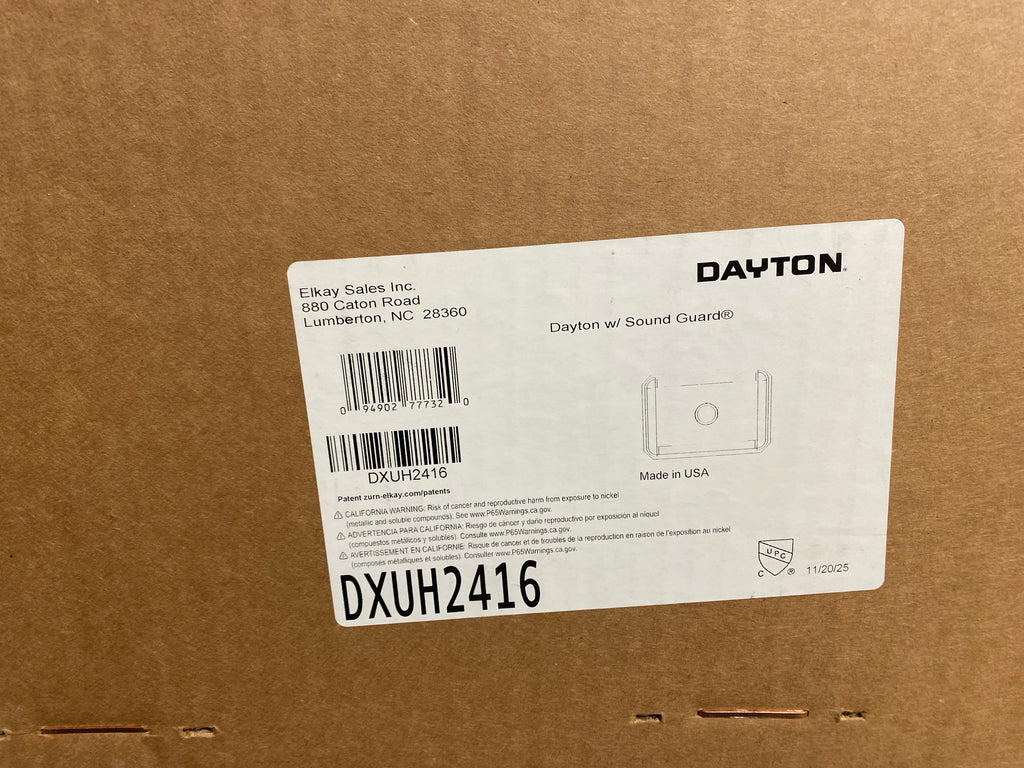 Elkay Sales Inc.
880 Caton Road
Lumberton, NC 28360
DAYTON
Dayton w/ Sound Guard®
0 94902 77732 0
DXUH2416
Made in USA
Patent zurn-elkay.com/patents
⚠ CALIFORNIA WARNING: Risk of cancer and reproductive harm from exposure to nickel
(metallic and soluble compounds). See www.P65Warnings.ca.gov.
⚠ ADVERTENCIA PARA CALIFORNIA: Riesgo de cáncer y daño reproductivo por exposición al níquel
(compuestos metálicos y solubles). Consulte www.P65Warnings.ca.gov.
⚠ AVERTISSEMENT EN CALIFORNIE: Risque de cancer et de troubles de la reproduction en raison de l'exposition au nickel
(composés métalliques et solubles). Consulter www.P65Warnings.ca.gov.
DXUH2416
UPC
C ®
11/20/25